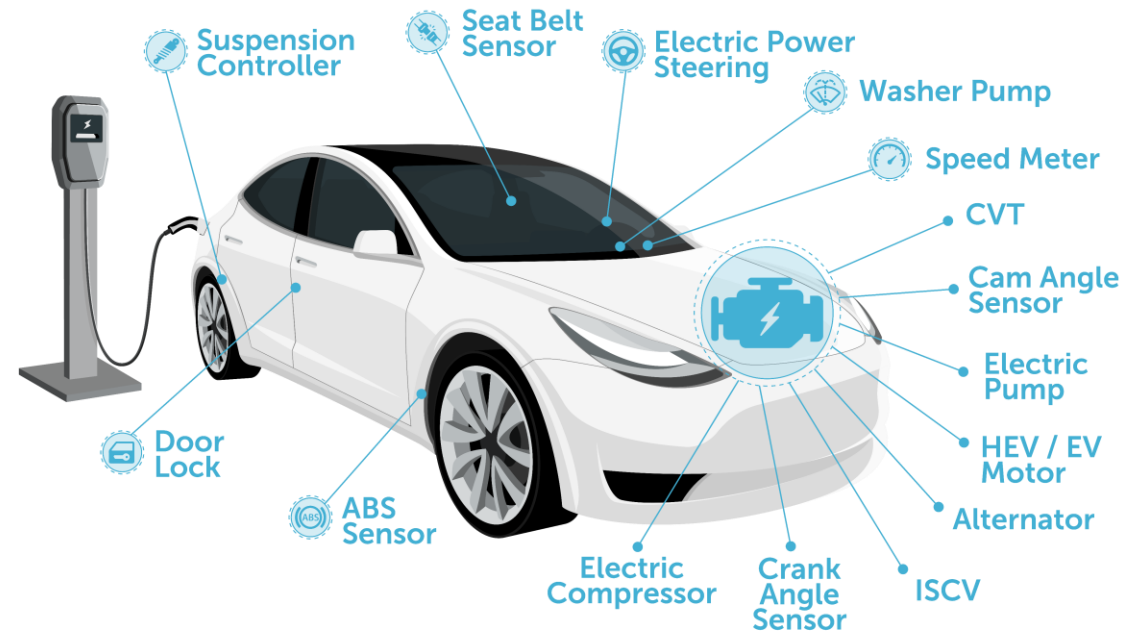 Suspension
Controller
Seat Belt
Sensor
Electric Power
Steering
Washer Pump
Speed Meter
CVT
Cam Angle
Sensor
Electric
Pump
HEV / EV
Motor
Alternator
ISCV
Crank
Angle
Sensor
Electric
Compressor
ABS
ABS
Sensor
Door
Lock